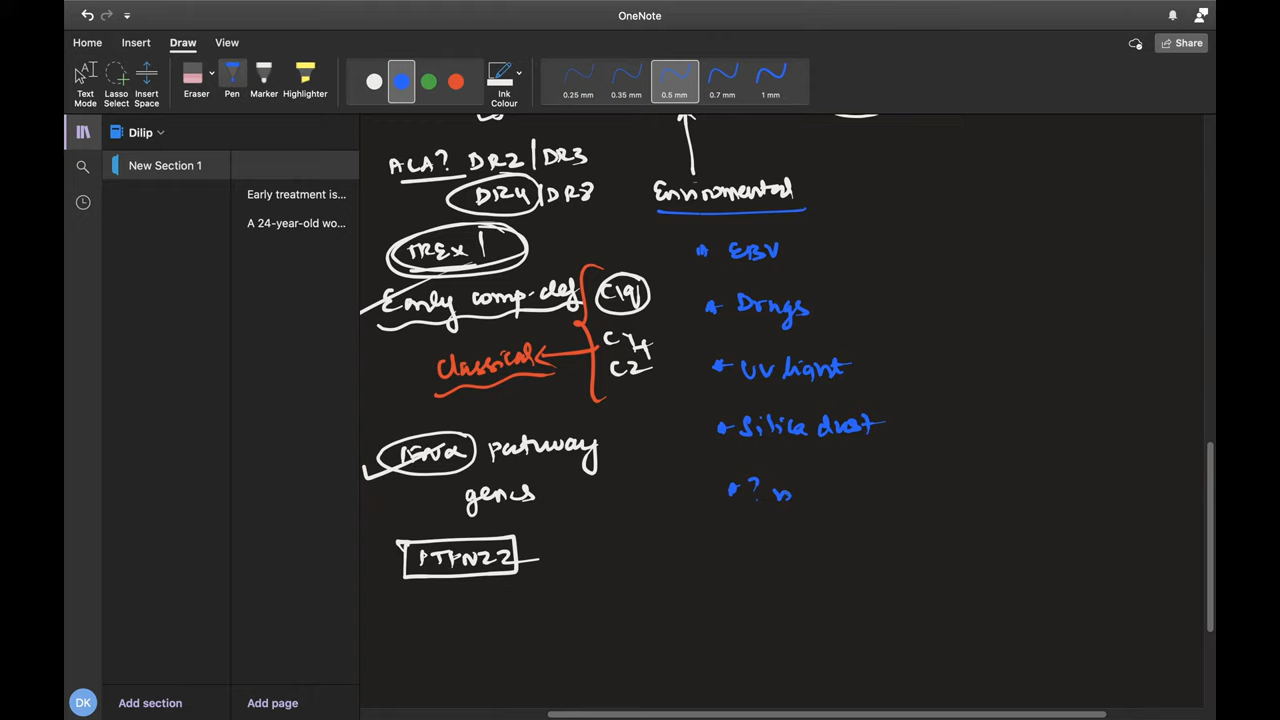 OneNote
Home Insert Draw View
Share
Text Mode
Lasso Select
Insert Space
Eraser
Pen
Marker
Highlighter
Ink Colour
0.25 mm
0.35 mm
0.5 mm
0.7 mm
1 mm
Dilip
New Section 1
Early treatment is...
A 24-year-old wo...
DK
Add section
Add page
ALA? DR2 | DR3
DR4 | DR8
TREX 1
Early comp. def
C1q
C4
C2
Classical
pathway
genes
PTPN22
Enviromental
* EBV
* Drugs
* UV light
* Silica dust
* ?